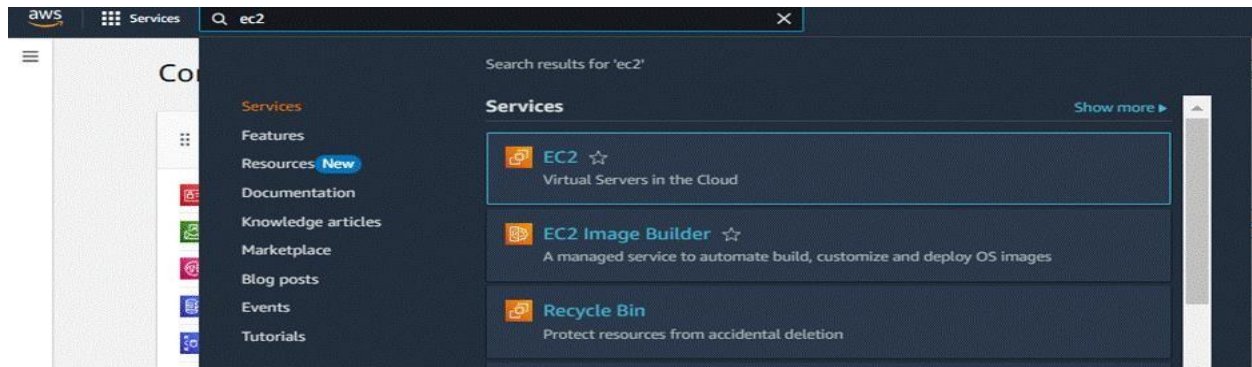 aws Services ec2
Co
Search results for 'ec2'
Services
Features
Resources New
Documentation
Knowledge articles
Marketplace
Blog posts
Events
Tutorials
Services Show more ▶
EC2
Virtual Servers in the Cloud
EC2 Image Builder
A managed service to automate build, customize and deploy OS images
Recycle Bin
Protect resources from accidental deletion